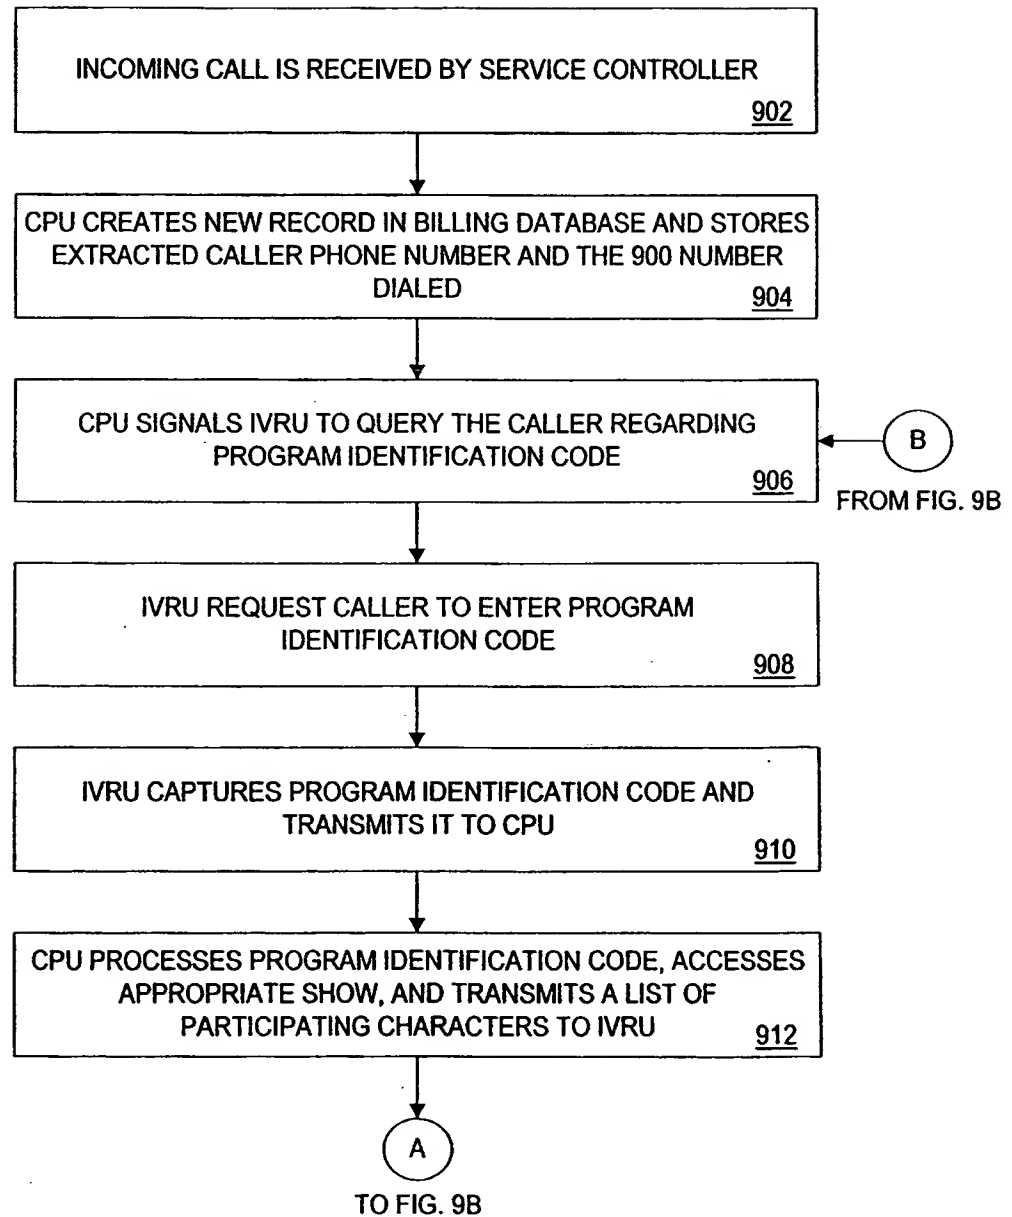 INCOMING CALL IS RECEIVED BY SERVICE CONTROLLER
902
CPU CREATES NEW RECORD IN BILLING DATABASE AND STORES
EXTRACTED CALLER PHONE NUMBER AND THE 900 NUMBER
DIALED
904
CPU SIGNALS IVRU TO QUERY THE CALLER REGARDING
PROGRAM IDENTIFICATION CODE
906
B
FROM FIG. 9B
IVRU REQUEST CALLER TO ENTER PROGRAM
IDENTIFICATION CODE
908
IVRU CAPTURES PROGRAM IDENTIFICATION CODE AND
TRANSMITS IT TO CPU
910
CPU PROCESSES PROGRAM IDENTIFICATION CODE, ACCESSES
APPROPRIATE SHOW, AND TRANSMITS A LIST OF
PARTICIPATING CHARACTERS TO IVRU
912
A
TO FIG. 9B